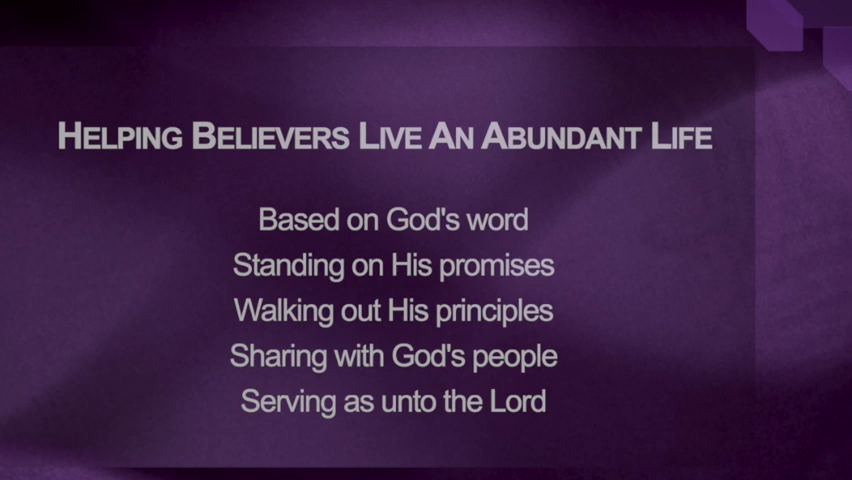 Helping Believers Live An Abundant Life
Based on God's word
Standing on His promises
Walking out His principles
Sharing with God's people
Serving as unto the Lord